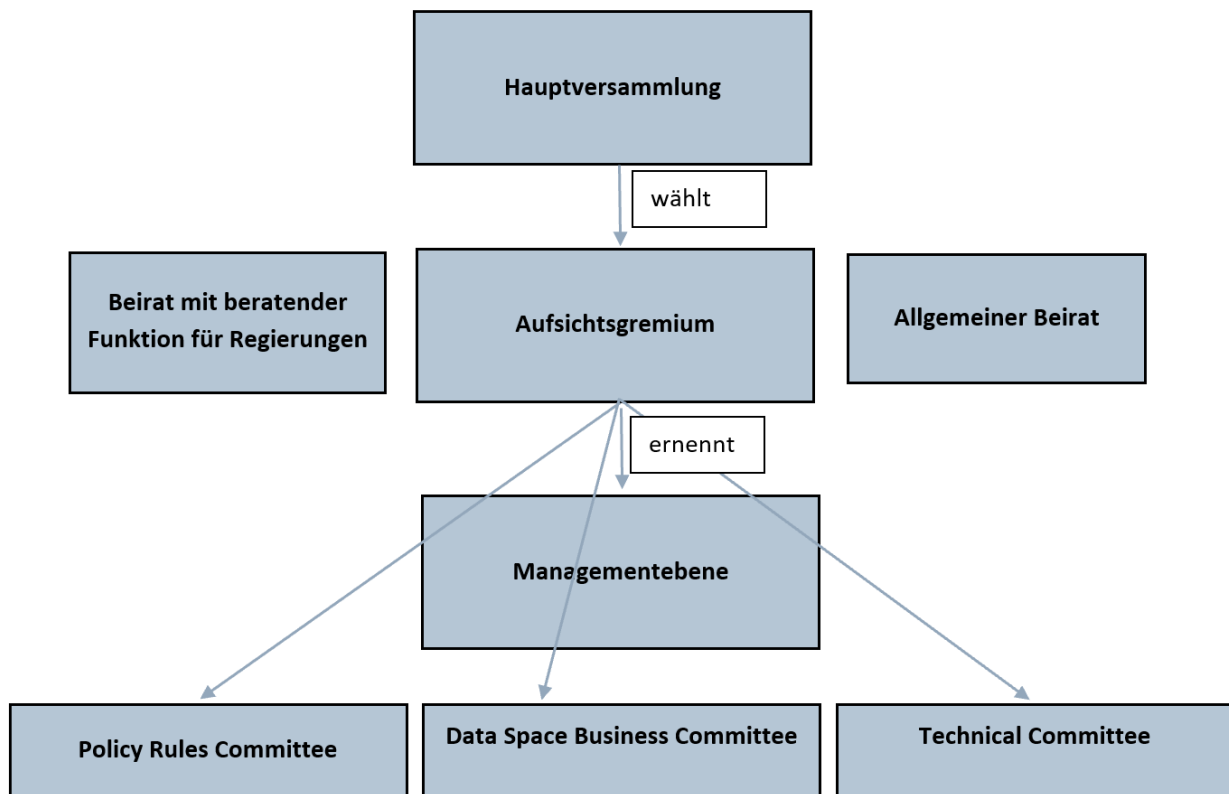 Hauptversammlung
wählt
Beirat mit beratender
Funktion für Regierungen
Aufsichtsgremium
Allgemeiner Beirat
ernennt
Managementebene
Policy Rules Committee
Data Space Business Committee
Technical Committee